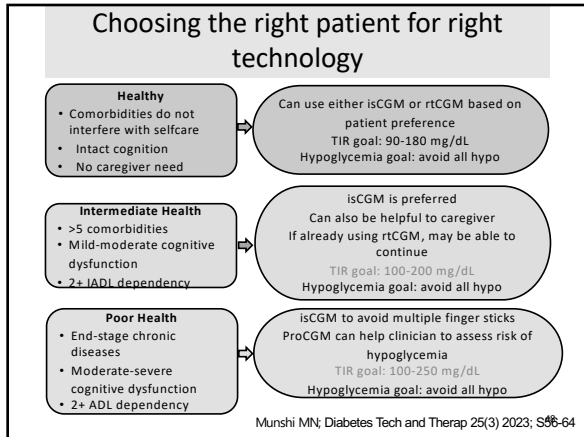 Choosing the right patient for right
technology
Healthy
• Comorbidities do not
interfere with selfcare
• Intact cognition
• No caregiver need
Can use either isCGM or rtCGM based on
patient preference
TIR goal: 90-180 mg/dL
Hypoglycemia goal: avoid all hypo
Intermediate Health
• >5 comorbidities
• Mild-moderate cognitive
dysfunction
• 2+ IADL dependency
isCGM is preferred
Can also be helpful to caregiver
If already using rtCGM, may be able to
continue
TIR goal: 100-200 mg/dL
Hypoglycemia goal: avoid all hypo
Poor Health
• End-stage chronic
diseases
• Moderate-severe
cognitive dysfunction
• 2+ ADL dependency
isCGM to avoid multiple finger sticks
ProCGM can help clinician to assess risk of
hypoglycemia
TIR goal: 100-250 mg/dL
Hypoglycemia goal: avoid all hypo
Munshi MN; Diabetes Tech and Therap 25(3) 2023; S56-64